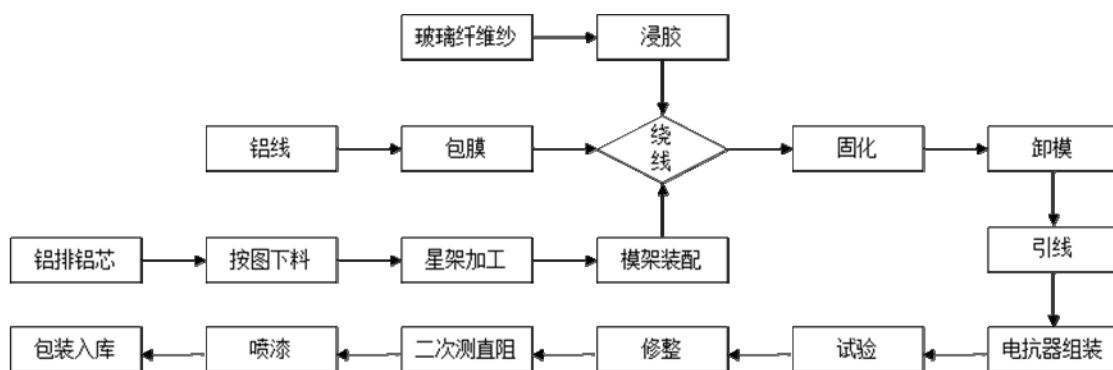 玻璃纤维纱
浸胶
铝线
包膜
绕
线
固化
卸模
铝排铝芯
按图下料
星架加工
模架装配
引线
包装入库
喷漆
二次测直阻
修整
试验
电抗器组装